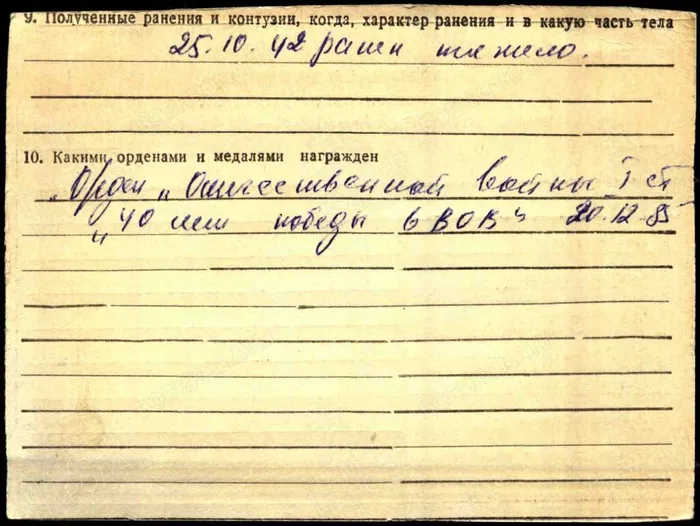 9. Полученные ранения и контузии, когда, характер ранения и в какую часть тела
25.10.42 ранен тяжело.
10. Какими орденами и медалями награжден
„Орден „Отечественной войны I ст
„40 лет победы в ВОВ" 20.12.85